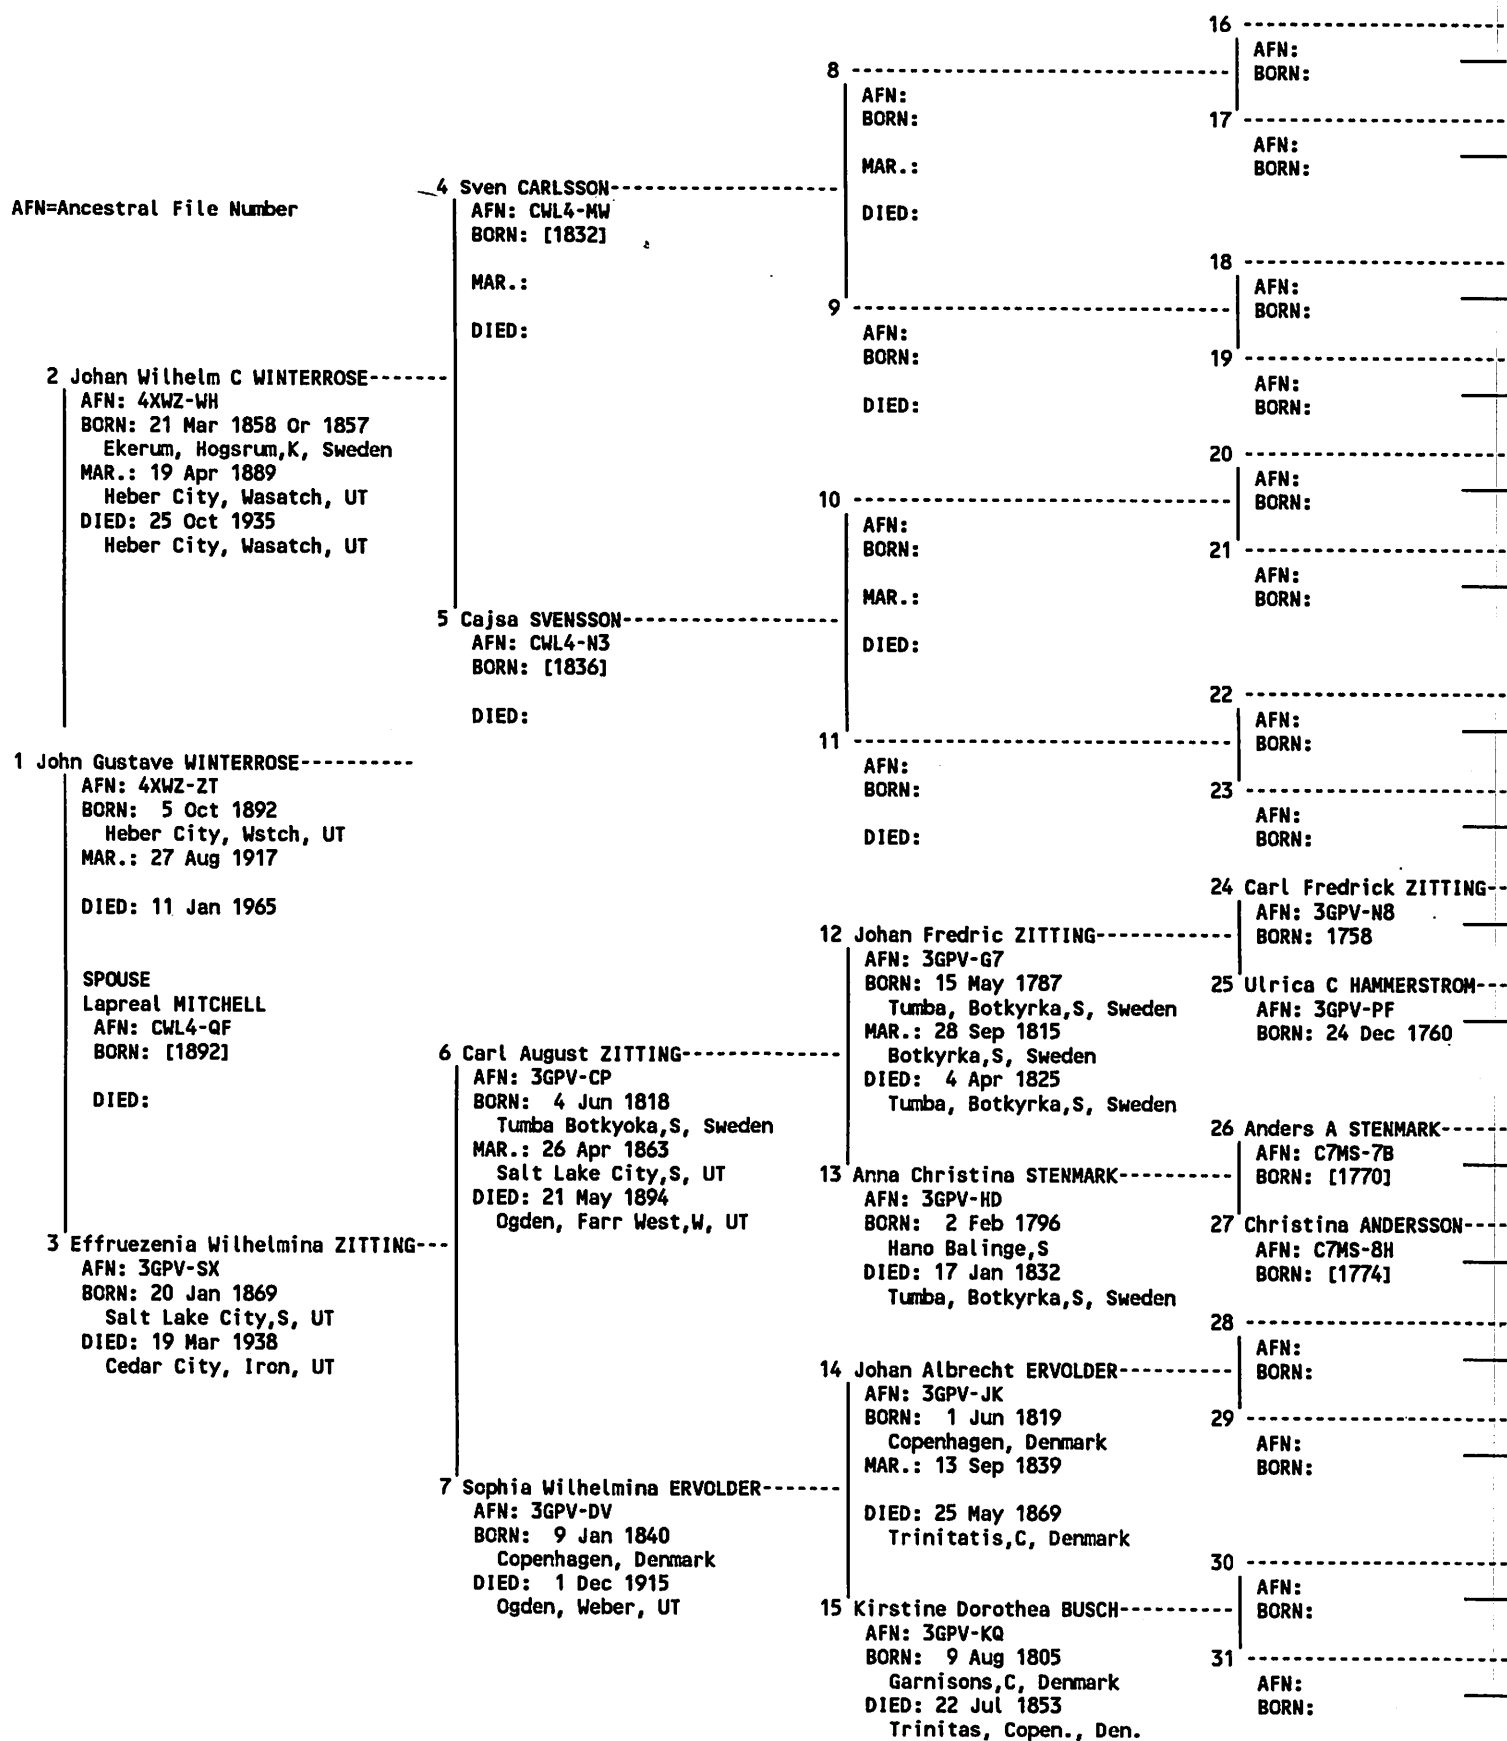 AFN=Ancestral File Number
1 John Gustave WINTERROSE----------
AFN: 4XWZ-ZT
BORN:  5 Oct 1892
Heber City, Wstch, UT
MAR.: 27 Aug 1917
DIED: 11 Jan 1965
SPOUSE
Lapreal MITCHELL
AFN: CWL4-QF
BORN: [1892]
DIED:
2 Johan Wilhelm C WINTERROSE-------
AFN: 4XWZ-WH
BORN: 21 Mar 1858 Or 1857
Ekerum, Hogsrum,K, Sweden
MAR.: 19 Apr 1889
Heber City, Wasatch, UT
DIED: 25 Oct 1935
Heber City, Wasatch, UT
3 Effruezenia Wilhelmina ZITTING---
AFN: 3GPV-SX
BORN: 20 Jan 1869
Salt Lake City,S, UT
DIED: 19 Mar 1938
Cedar City, Iron, UT
4 Sven CARLSSON-------------------
AFN: CWL4-MW
BORN: [1832]
MAR.:
DIED:
5 Cajsa SVENSSON------------------
AFN: CWL4-N3
BORN: [1836]
DIED:
6 Carl August ZITTING-------------
AFN: 3GPV-CP
BORN:  4 Jun 1818
Tumba Botkyoka,S, Sweden
MAR.: 26 Apr 1863
Salt Lake City,S, UT
DIED: 21 May 1894
Ogden, Farr West,W, UT
7 Sophia Wilhelmina ERVOLDER-------
AFN: 3GPV-DV
BORN:  9 Jan 1840
Copenhagen, Denmark
DIED:  1 Dec 1915
Ogden, Weber, UT
8 --------------------------------
AFN:
BORN:
MAR.:
DIED:
9 --------------------------------
AFN:
BORN:
DIED:
10 --------------------------------
AFN:
BORN:
MAR.:
DIED:
11 --------------------------------
AFN:
BORN:
DIED:
12 Johan Fredric ZITTING-----------
AFN: 3GPV-G7
BORN: 15 May 1787
Tumba, Botkyrka,S, Sweden
MAR.: 28 Sep 1815
Botkyrka,S, Sweden
DIED:  4 Apr 1825
Tumba, Botkyrka,S, Sweden
13 Anna Christina STENMARK----------
AFN: 3GPV-HD
BORN:  2 Feb 1796
Hano Balinge,S
DIED: 17 Jan 1832
Tumba, Botkyrka,S, Sweden
14 Johan Albrecht ERVOLDER----------
AFN: 3GPV-JK
BORN:  1 Jun 1819
Copenhagen, Denmark
MAR.: 13 Sep 1839
DIED: 25 May 1869
Trinitatis,C, Denmark
15 Kirstine Dorothea BUSCH----------
AFN: 3GPV-KQ
BORN:  9 Aug 1805
Garnisons,C, Denmark
DIED: 22 Jul 1853
Trinitas, Copen., Den.
16 ----------------------
AFN:
BORN:
17 ----------------------
AFN:
BORN:
18 ----------------------
AFN:
BORN:
19 ----------------------
AFN:
BORN:
20 ----------------------
AFN:
BORN:
21 ----------------------
AFN:
BORN:
22 ----------------------
AFN:
BORN:
23 ----------------------
AFN:
BORN:
24 Carl Fredrick ZITTING--
AFN: 3GPV-N8
BORN: 1758
25 Ulrica C HAMMERSTROM---
AFN: 3GPV-PF
BORN: 24 Dec 1760
26 Anders A STENMARK------
AFN: C7MS-7B
BORN: [1770]
27 Christina ANDERSSON----
AFN: C7MS-8H
BORN: [1774]
28 ----------------------
AFN:
BORN:
29 ----------------------
AFN:
BORN:
30 ----------------------
AFN:
BORN:
31 ----------------------
AFN:
BORN: